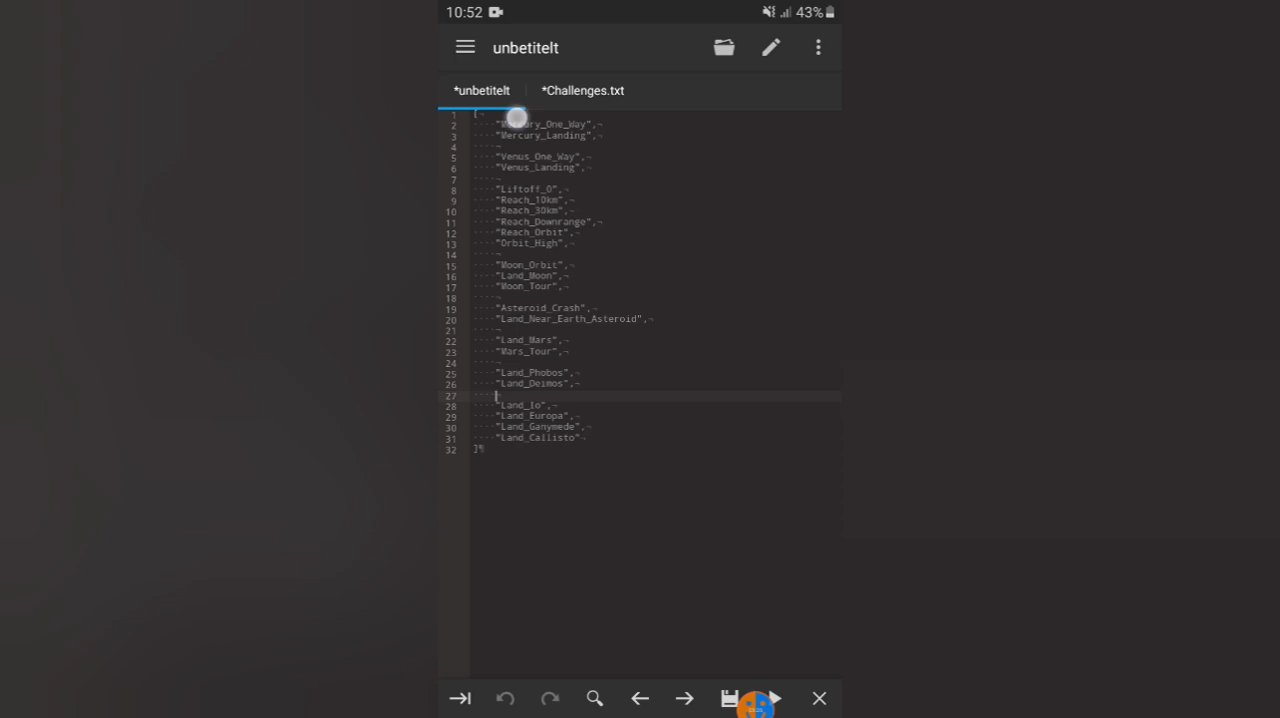 10:52 43%
unbetitelt
*unbetitelt *Challenges.txt
1 [
2 "Mercury_One_Way",
3 "Mercury_Landing",
4
5 "Venus_One_Way",
6 "Venus_Landing",
7
8 "Liftoff_0",
9 "Reach_10km",
10 "Reach_30km",
11 "Reach_Downrange",
12 "Reach_Orbit",
13 "Orbit_High",
14
15 "Moon_Orbit",
16 "Land_Moon",
17 "Moon_Tour",
18
19 "Asteroid_Crash",
20 "Land_Near_Earth_Asteroid",
21
22 "Land_Mars",
23 "Mars_Tour",
24
25 "Land_Phobos",
26 "Land_Deimos",
27
28 "Land_Io",
29 "Land_Europa",
30 "Land_Ganymede",
31 "Land_Callisto"
32 ]